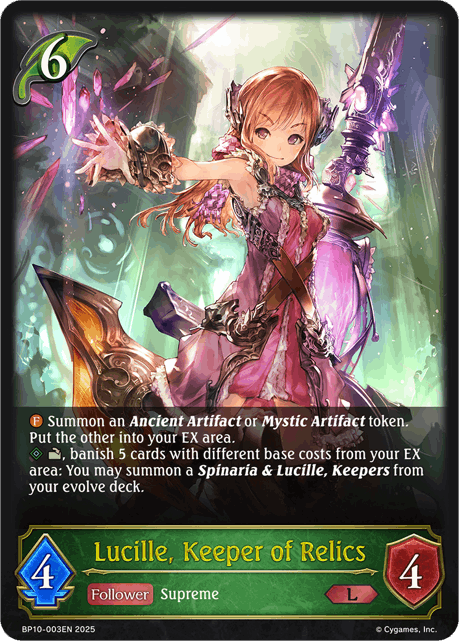 6
F Summon an Ancient Artifact or Mystic Artifact token.
Put the other into your EX area.
, banish 5 cards with different base costs from your EX
area: You may summon a Spinaria & Lucille, Keepers from
your evolve deck.
Lucille, Keeper of Relics
4
Follower Supreme
L
4
BP10-003EN 2025
© Cygames, Inc.